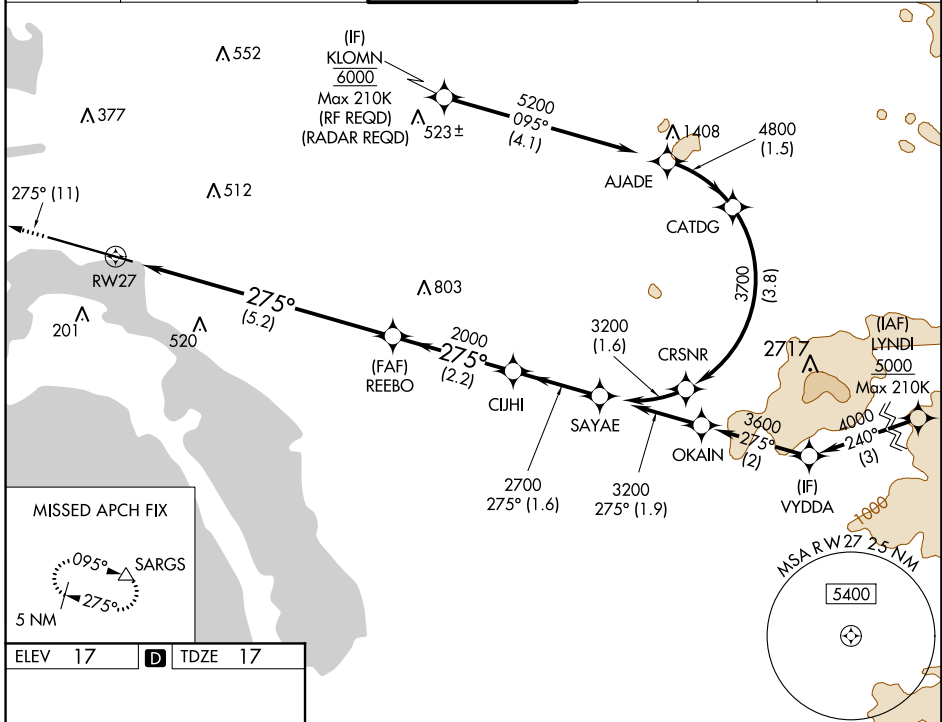 552
377
(IF)
KLOMN
6000
Max 210K
(RF REQD)
(RADAR REQD)
523±
5200
095°
(4.1)
1408
4800
(1.5)
AJADE
CATDG
512
275° (11)
RW27
275°
(5.2)
803
3700
(3.8)
201
520
2000
275°
(2.2)
(FAF)
REEBO
CIJHI
3200
(1.6)
CRSNR
SAYAE
2717
(IAF)
LYNDI
5000
Max 210K
3600
275°
(2)
4000
240°
(3)
OKAIN
(IF)
VYDDA
2700
275° (1.6)
3200
275° (1.9)
1000
MISSED APCH FIX
095°
SARGS
275°
5 NM
MSA RW27 25 NM
5400
ELEV 17 D TDZE 17